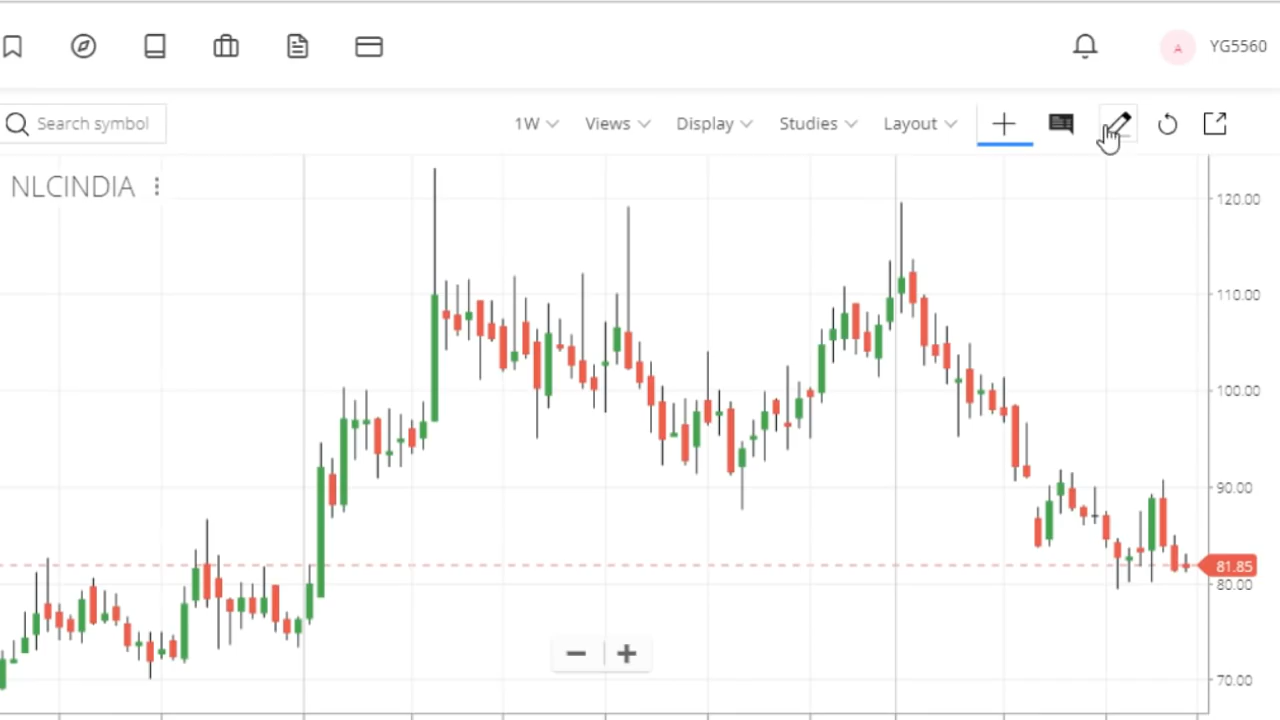 A YG5560
Search symbol 1W Views Display Studies Layout
NLCINDIA
120.00
110.00
100.00
90.00
81.85
80.00
70.00